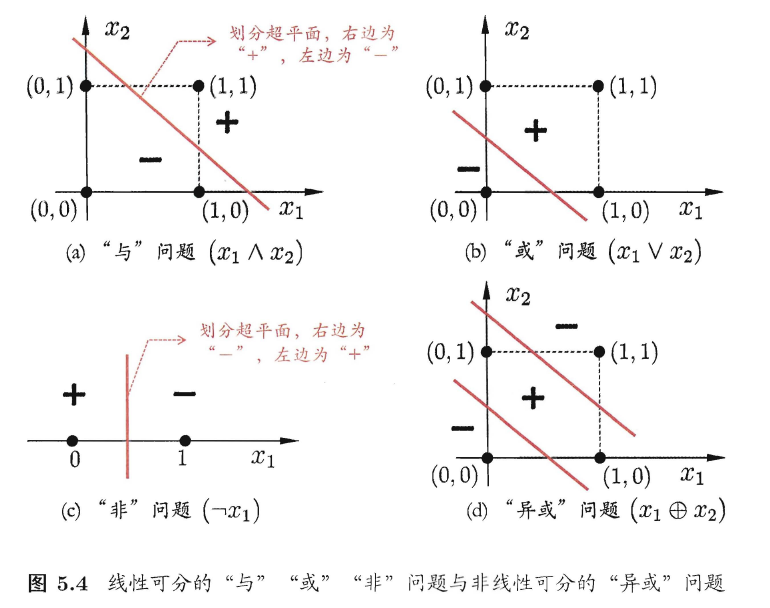 x₂
划分超平面，右边为
“+”，左边为“−”
(0,1)
(1,1)
+
−
(0,0)
(1,0)
x₁
(a) “与” 问题 (x₁ ∧ x₂)
x₂
(0,1)
(1,1)
+
−
(0,0)
(1,0)
x₁
(b) “或” 问题 (x₁ ∨ x₂)
划分超平面，右边为
“−”，左边为“+”
+
−
0
1
x₁
(c) “非” 问题 (¬x₁)
x₂
−
(0,1)
(1,1)
+
−
(0,0)
(1,0)
x₁
(d) “异或” 问题 (x₁ ⊕ x₂)
图 5.4 线性可分的“与” “或” “非” 问题与非线性可分的“异或” 问题